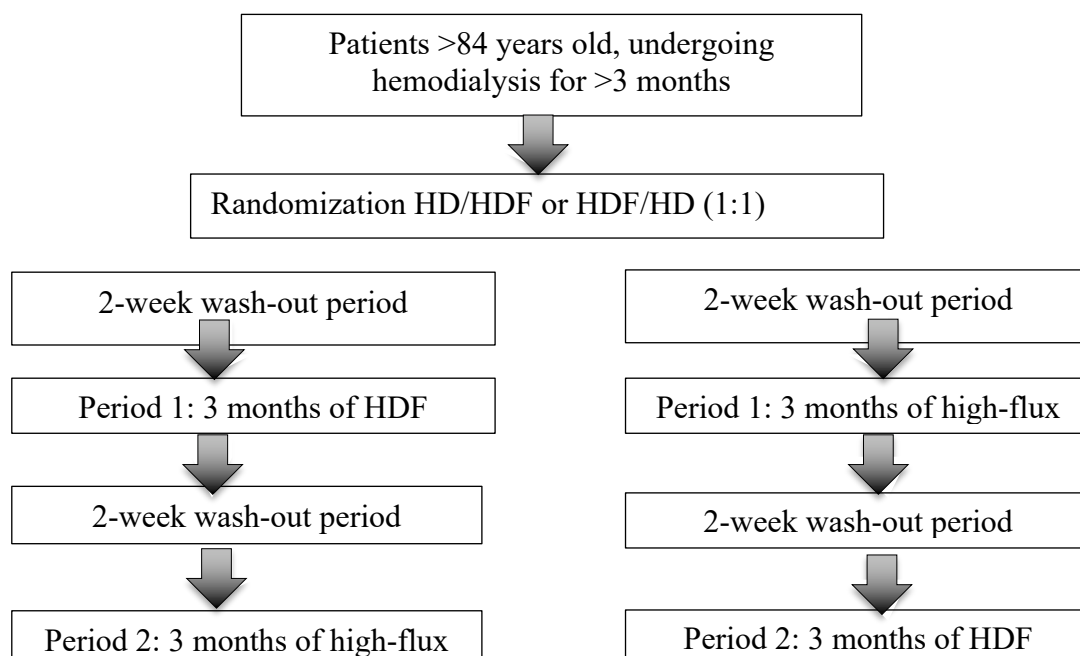 Patients >84 years old, undergoing
hemodialysis for >3 months
Randomization HD/HDF or HDF/HD (1:1)
2-week wash-out period
2-week wash-out period
Period 1: 3 months of HDF
Period 1: 3 months of high-flux
2-week wash-out period
2-week wash-out period
Period 2: 3 months of high-flux
Period 2: 3 months of HDF